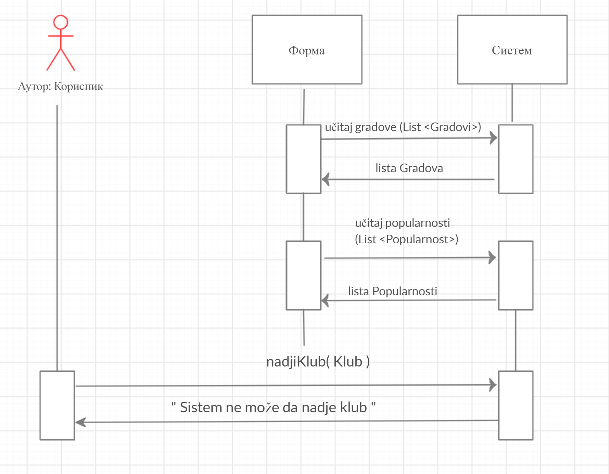 Форма
Систем
Аутор: Корисник
učitaj gradove (List <Gradovi>)
lista Gradova
učitaj popularnosti
(List <Popularnost>)
lista Popularnosti
nadjiKlub( Klub )
" Sistem ne može da nadje klub "